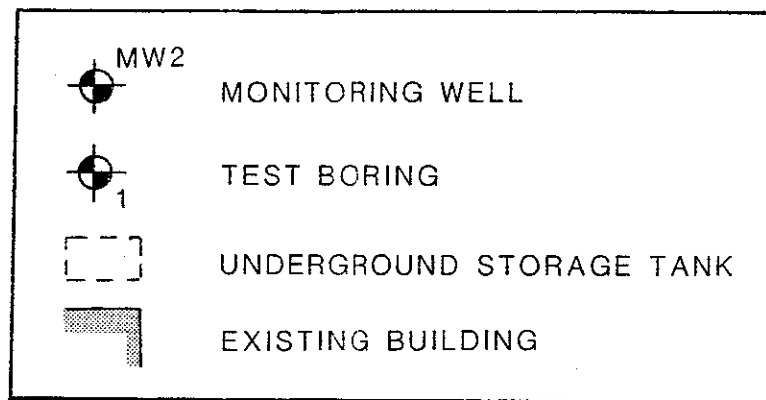 MW2
MONITORING WELL
TEST BORING
1
UNDERGROUND STORAGE TANK
EXISTING BUILDING